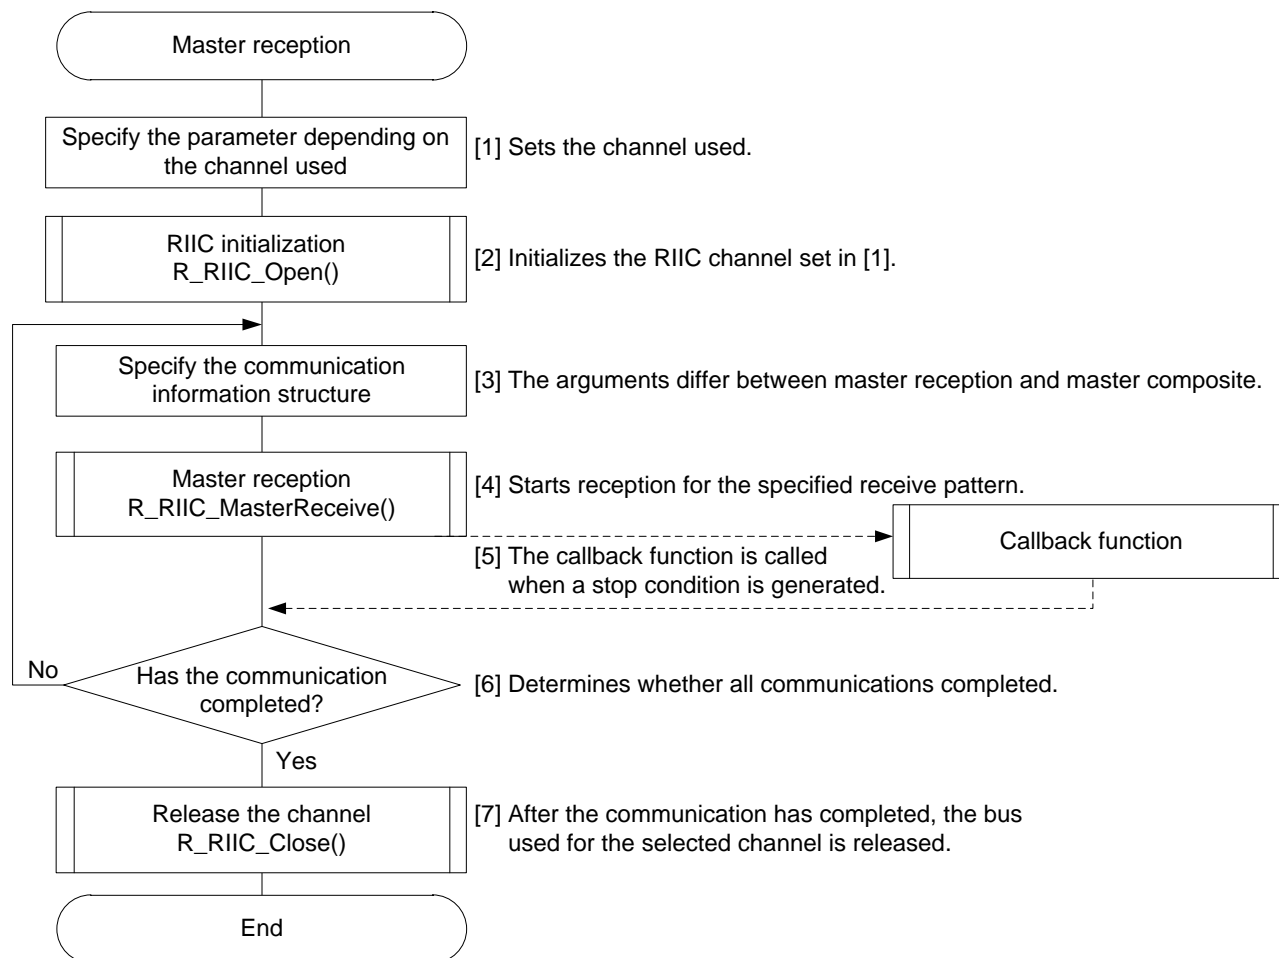 Master reception
Specify the parameter depending on
the channel used
[1] Sets the channel used.
RIIC initialization
R_RIIC_Open()
[2] Initializes the RIIC channel set in [1].
Specify the communication
information structure
[3] The arguments differ between master reception and master composite.
Master reception
R_RIIC_MasterReceive()
[4] Starts reception for the specified receive pattern.
Callback function
[5] The callback function is called
when a stop condition is generated.
No
Has the communication
completed?
[6] Determines whether all communications completed.
Yes
Release the channel
R_RIIC_Close()
[7] After the communication has completed, the bus
used for the selected channel is released.
End